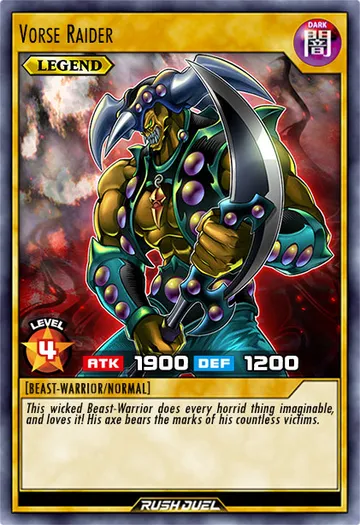 Vorse Raider
DARK
闇
LEGEND
LEVEL
4
ATK 1900 DEF 1200
[BEAST-WARRIOR/NORMAL]
This wicked Beast-Warrior does every horrid thing imaginable,
and loves it! His axe bears the marks of his countless victims.
RUSH DUEL